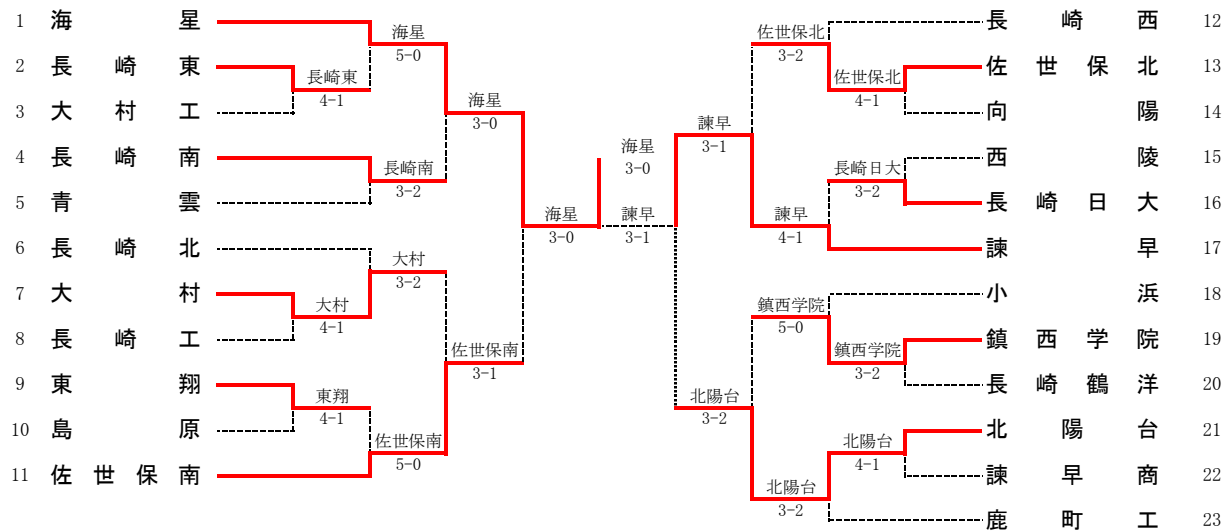 1 海星
2 長崎東
3 大村工
4 長崎南
5 青雲
6 長崎北
7 大村
8 長崎工
9 東翔
10 島原
11 佐世保南
長崎東
4-1
大村
4-1
東翔
4-1
海星
5-0
長崎南
3-2
大村
3-2
佐世保南
5-0
海星
3-0
佐世保南
3-1
海星
3-0
海星
3-0
諫早
3-1
諫早
3-1
北陽台
3-2
佐世保北
3-2
諫早
4-1
鎮西学院
5-0
北陽台
3-2
佐世保北
4-1
長崎日大
3-2
鎮西学院
3-2
北陽台
4-1
長崎西 12
佐世保北 13
向陽 14
西陵 15
長崎日大 16
諫早 17
小浜 18
鎮西学院 19
長崎鶴洋 20
北陽台 21
諫早商 22
鹿町工 23